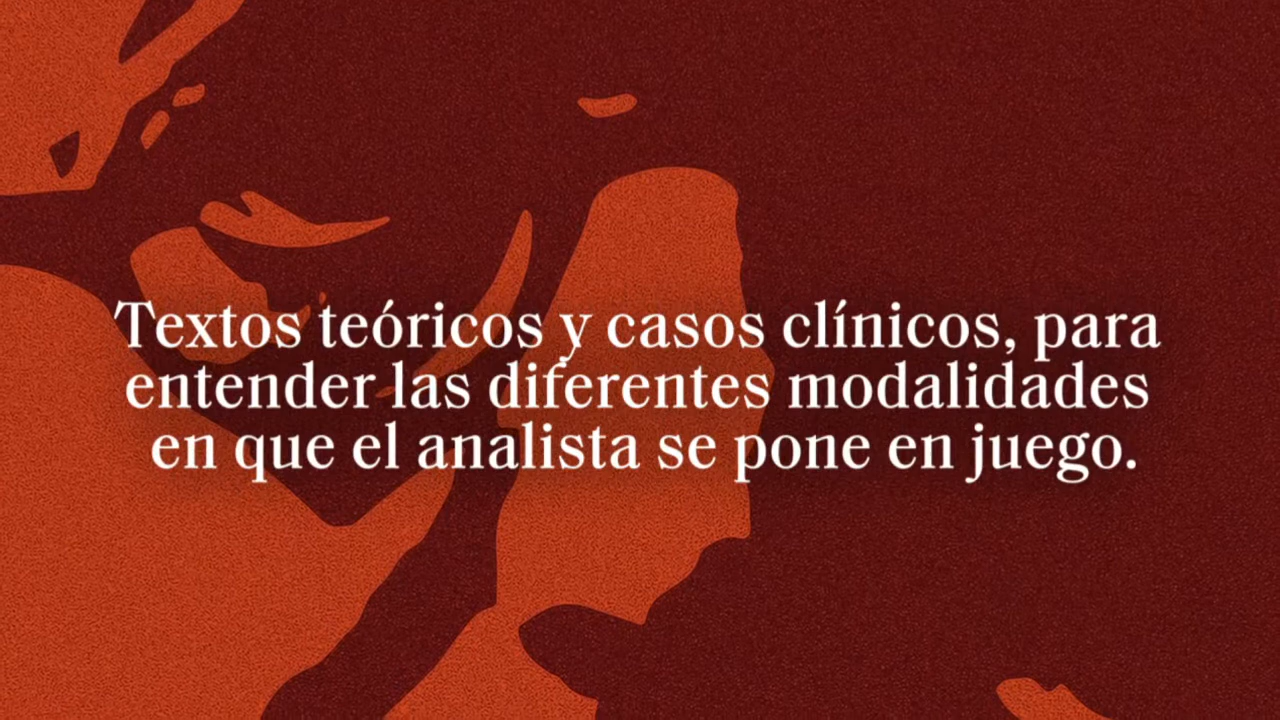 Textos teóricos y casos clínicos, para
entender las diferentes modalidades
en que el analista se pone en juego.